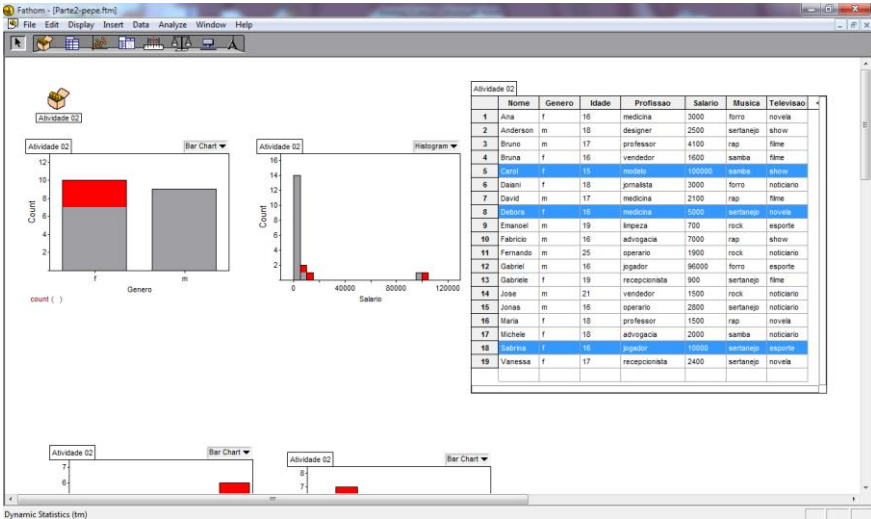 Fathom - [Parte2-pepe.ftm]
File Edit Display Insert Data Analyze Window Help
Atividade 02
Atividade 02 Bar Chart
12
10
8
6
4
2
Count
f m
Genero
count ( )
Atividade 02 Histogram
16
14
12
10
8
6
4
2
Count
0 40000 80000 120000
Salario
Atividade 02
Nome Genero Idade Profissao Salario Musica Televisao
1 Ana f 16 medicina 3000 forro novela
2 Anderson m 18 designer 2500 sertanejo show
3 Bruno m 17 professor 4100 rap filme
4 Bruna f 16 vendedor 1600 samba filme
5 Carol f 15 modelo 100000 samba show
6 Daiani f 18 jornalista 3000 forro noticiario
7 David m 17 medicina 2100 rap filme
8 Debora f 16 medicina 5000 sertanejo novela
9 Emanoel m 19 limpeza 700 rock esporte
10 Fabricio m 16 advogacia 7000 rap show
11 Fernando m 25 operario 1900 rock noticiario
12 Gabriel m 16 jogador 96000 forro esporte
13 Gabriele f 19 recepcionista 900 sertanejo filme
14 Jose m 21 vendedor 1500 rock noticiario
15 Jonas m 16 operario 2800 sertanejo noticiario
16 Maria f 18 professor 1500 rap novela
17 Michele f 18 advogacia 2000 samba noticiario
18 Sabrina f 16 jogador 10000 sertanejo esporte
19 Vanessa f 17 recepcionista 2400 sertanejo novela
Atividade 02 Bar Chart
7
6
Atividade 02 Bar Chart
8
7
Dynamic Statistics (tm)